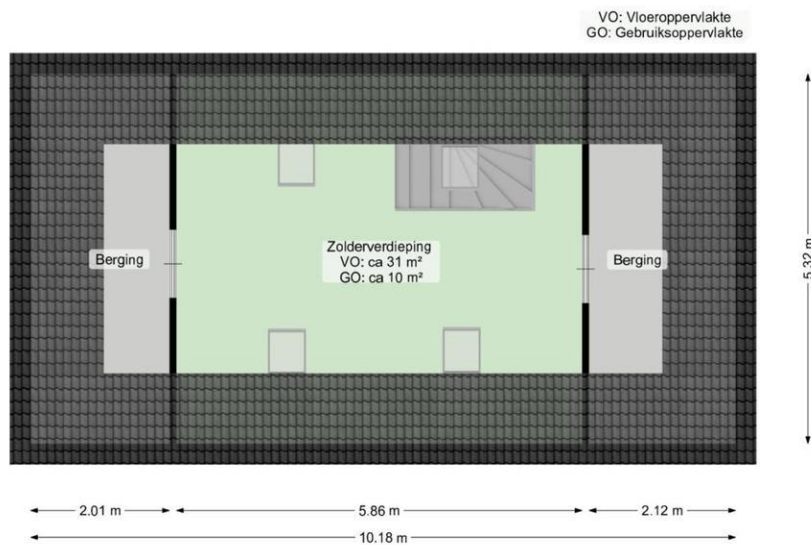 VO: Vloeroppervlakte
GO: Gebruiksoppervlakte
Berging
Zolderverdieping
VO: ca 31 m²
GO: ca 10 m²
Berging
5.32 m
2.01 m
5.86 m
2.12 m
10.18 m